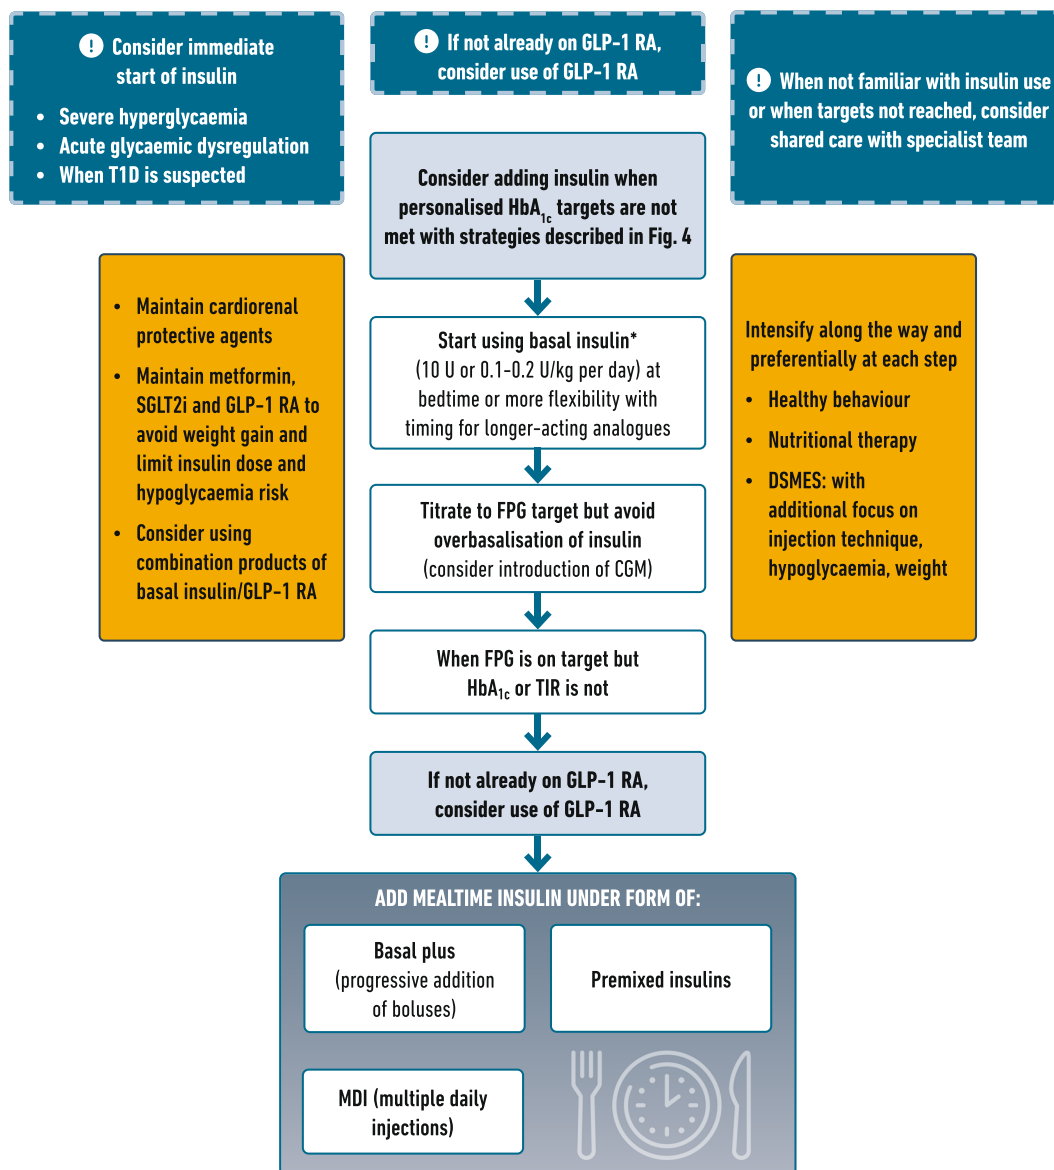 ! Consider immediate
start of insulin
• Severe hyperglycaemia
• Acute glycaemic dysregulation
• When T1D is suspected
! If not already on GLP-1 RA,
consider use of GLP-1 RA
! When not familiar with insulin use
or when targets not reached, consider
shared care with specialist team
Consider adding insulin when
personalised HbA1c targets are not
met with strategies described in Fig. 4
• Maintain cardiorenal
protective agents
• Maintain metformin,
SGLT2i and GLP-1 RA to
avoid weight gain and
limit insulin dose and
hypoglycaemia risk
• Consider using
combination products of
basal insulin/GLP-1 RA
Start using basal insulin*
(10 U or 0.1-0.2 U/kg per day) at
bedtime or more flexibility with
timing for longer-acting analogues
Titrate to FPG target but avoid
overbasalisation of insulin
(consider introduction of CGM)
When FPG is on target but
HbA1c or TIR is not
If not already on GLP-1 RA,
consider use of GLP-1 RA
Intensify along the way and
preferentially at each step
• Healthy behaviour
• Nutritional therapy
• DSMES: with
additional focus on
injection technique,
hypoglycaemia, weight
ADD MEALTIME INSULIN UNDER FORM OF:
Basal plus
(progressive addition
of boluses)
Premixed insulins
MDI (multiple daily
injections)